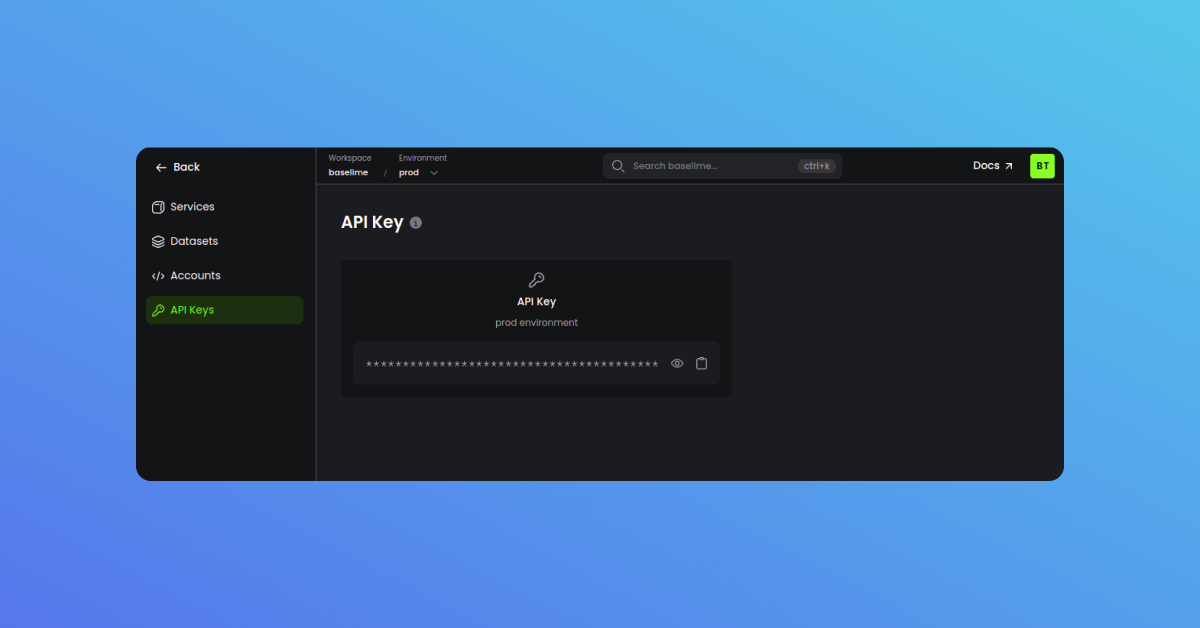 Back
Services
Datasets
Accounts
API Keys
Workspace
baselime
/
Environment
prod
Search baselime...
ctrl+k
Docs
BT
API Key
API Key
prod environment
****************************************